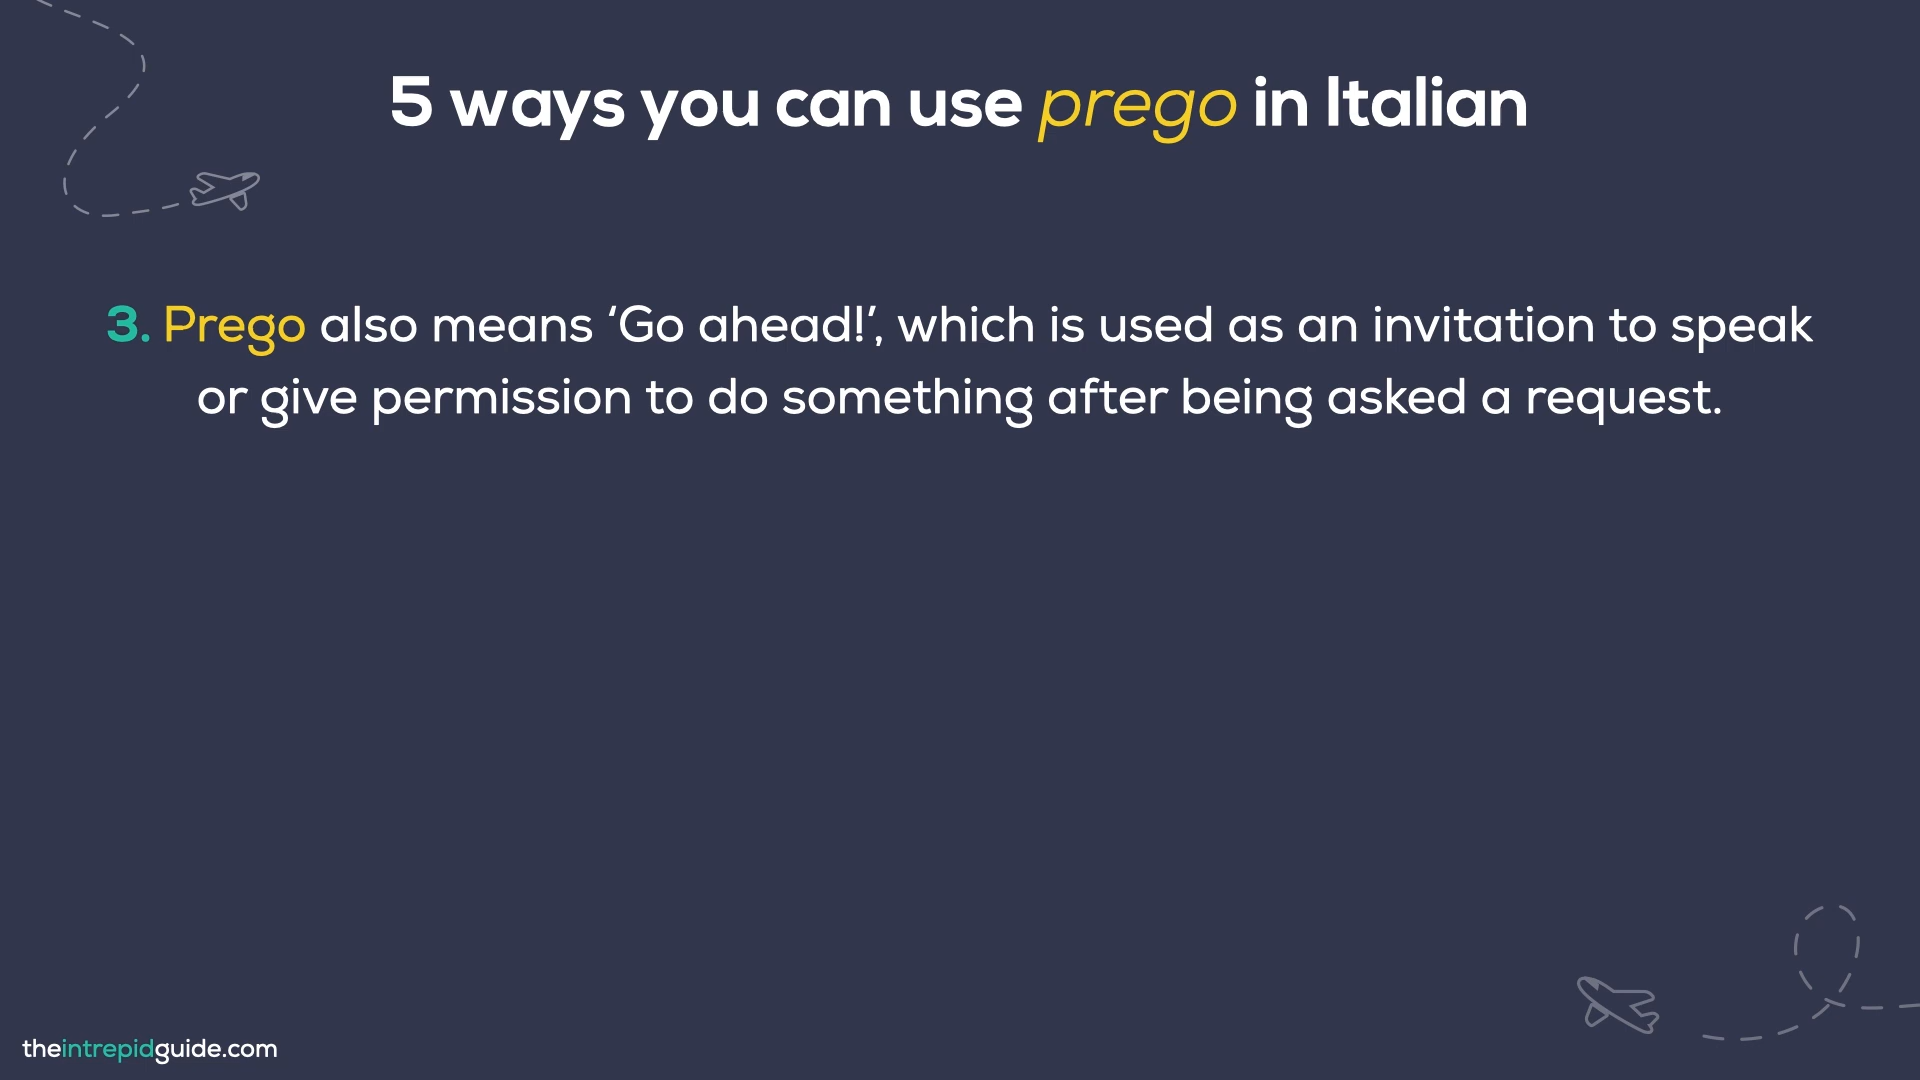 5 ways you can use prego in Italian
3. Prego also means ‘Go ahead!’, which is used as an invitation to speak
or give permission to do something after being asked a request.
theintrepidguide.com